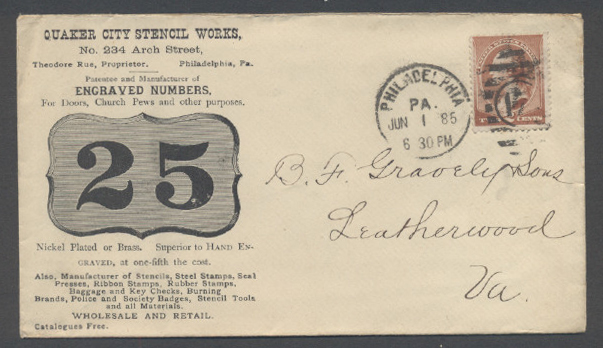 QUAKER CITY STENCIL WORKS,
No. 234 Arch Street,
Theodore Rue, Proprietor. Philadelphia, Pa.
Patentee and Manufacturer of
ENGRAVED NUMBERS,
For Doors, Church Pews and other purposes.
25
Nickel Plated or Brass. Superior to HAND EN-
GRAVED, at one-fifth the cost.
Also, Manufacturer of Stencils, Steel Stamps, Seal
Presses, Ribbon Stamps, Rubber Stamps,
Baggage and Key Checks, Burning
Brands, Police and Society Badges, Stencil Tools
and all Materials.
WHOLESALE AND RETAIL.
Catalogues Free.
PHILADELPHIA
PA.
JUN 1 85
6 30 PM
CENTS
B. F. Gravely & Sons
Leatherwood
Va.